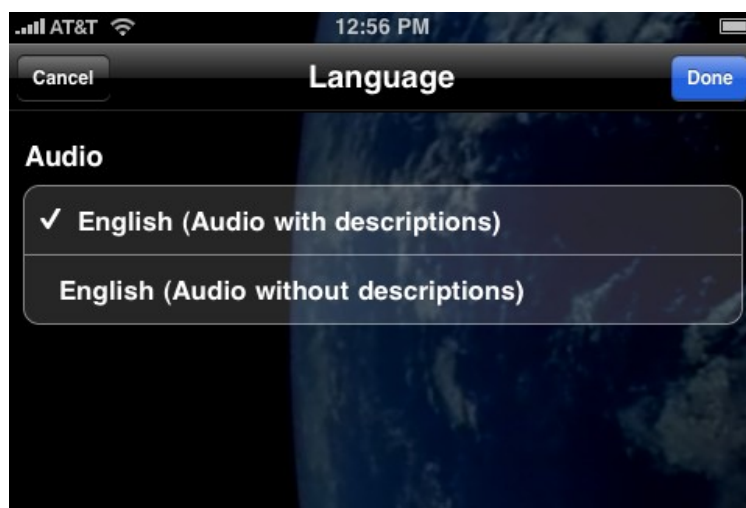 AT&T 12:56 PM
Cancel Language Done
Audio
✓ English (Audio with descriptions)
English (Audio without descriptions)